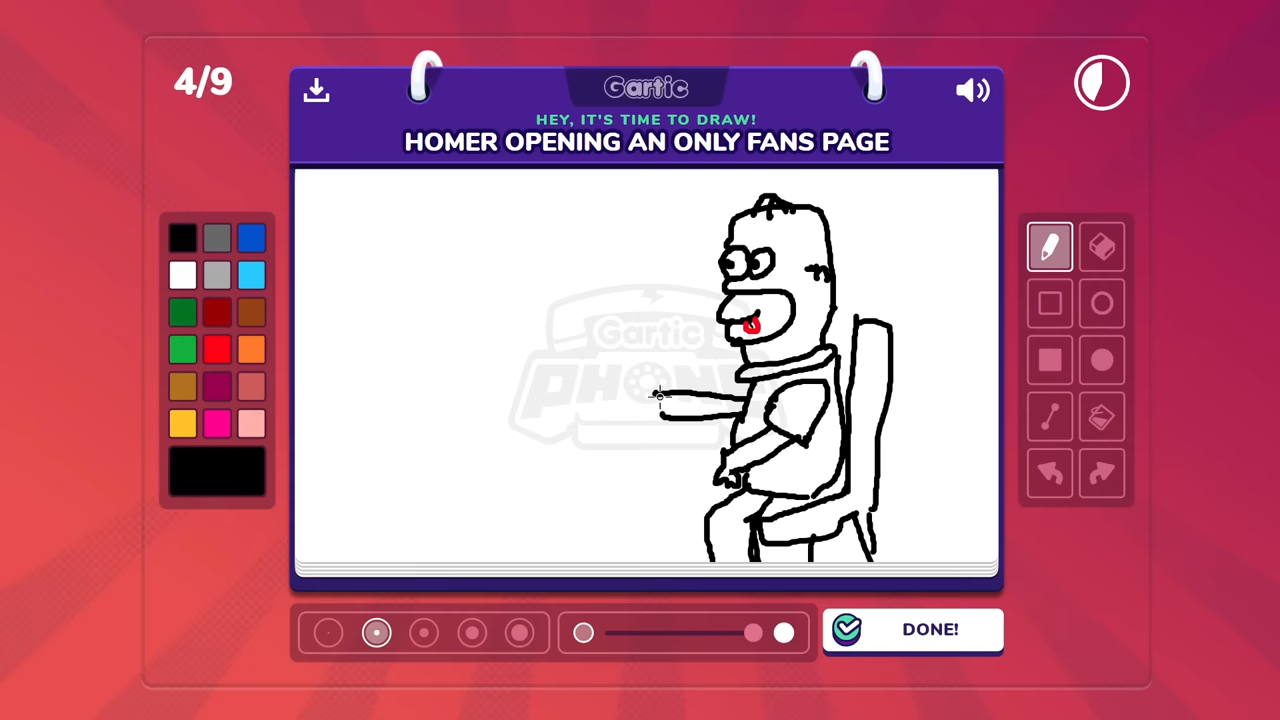 4/9
Gartic
HEY, IT'S TIME TO DRAW!
HOMER OPENING AN ONLY FANS PAGE
Gartic
PHONE
DONE!